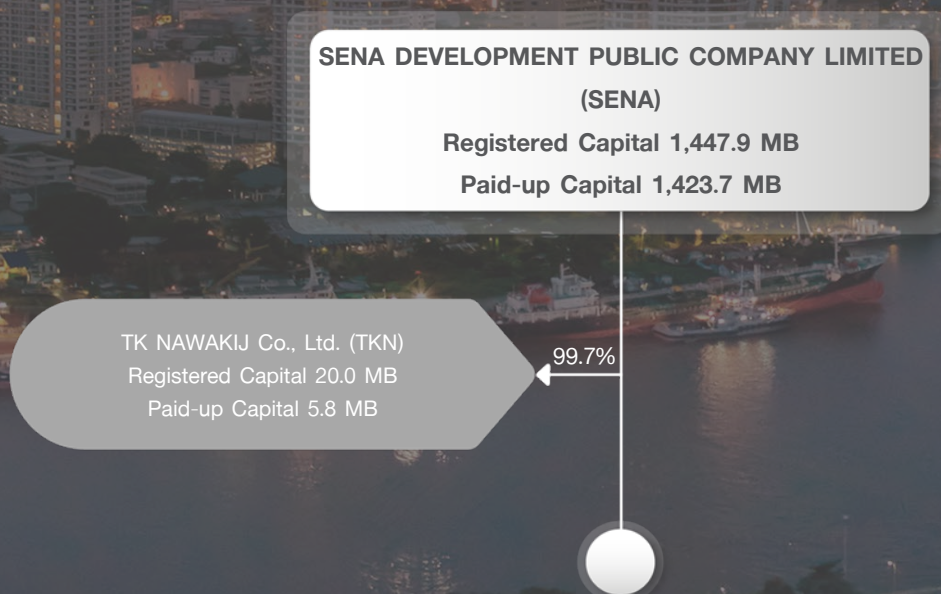 SENA DEVELOPMENT PUBLIC COMPANY LIMITED
(SENA)
Registered Capital 1,447.9 MB
Paid-up Capital 1,423.7 MB
TK NAWAKIJ Co., Ltd. (TKN)
Registered Capital 20.0 MB
Paid-up Capital 5.8 MB
99.7%